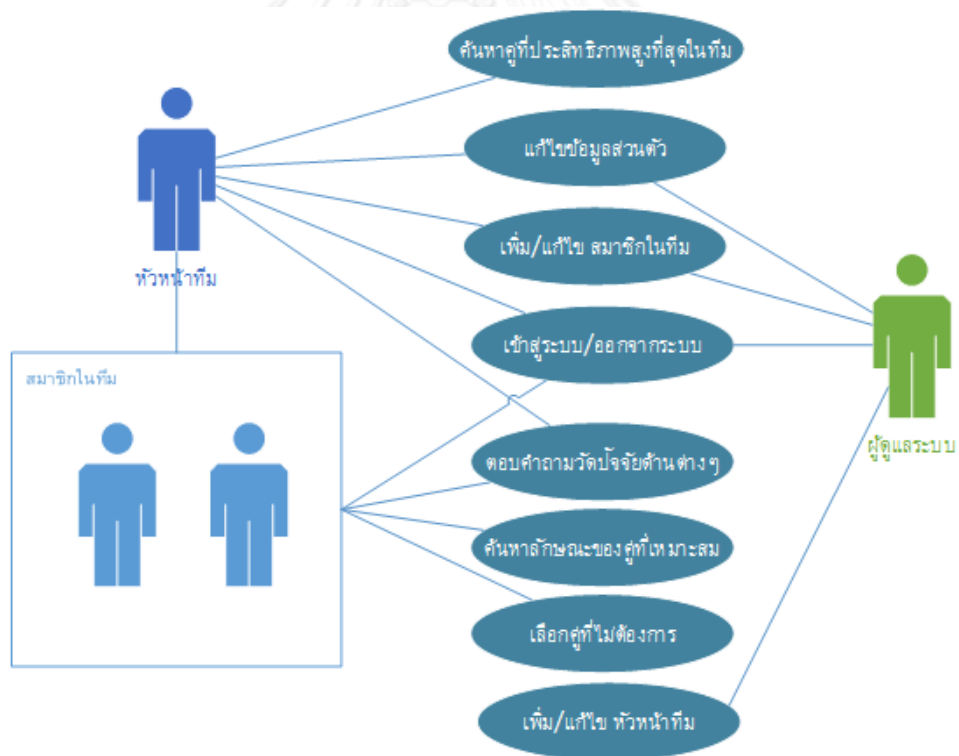 ค้นหาคู่ที่ประสิทธิภาพสูงที่สุดในทีม
แก้ไขข้อมูลส่วนตัว
เพิ่ม/แก้ไข สมาชิกในทีม
หัวหน้าทีม
เข้าสู่ระบบ/ออกจากระบบ
สมาชิกในทีม
ผู้ดูแลระบบ
ตอบคำถามวัดปัจจัยด้านต่างๆ
ค้นหาลักษณะของคู่ที่เหมาะสม
เลือกคู่ที่ไม่ต้องการ
เพิ่ม/แก้ไข หัวหน้าทีม